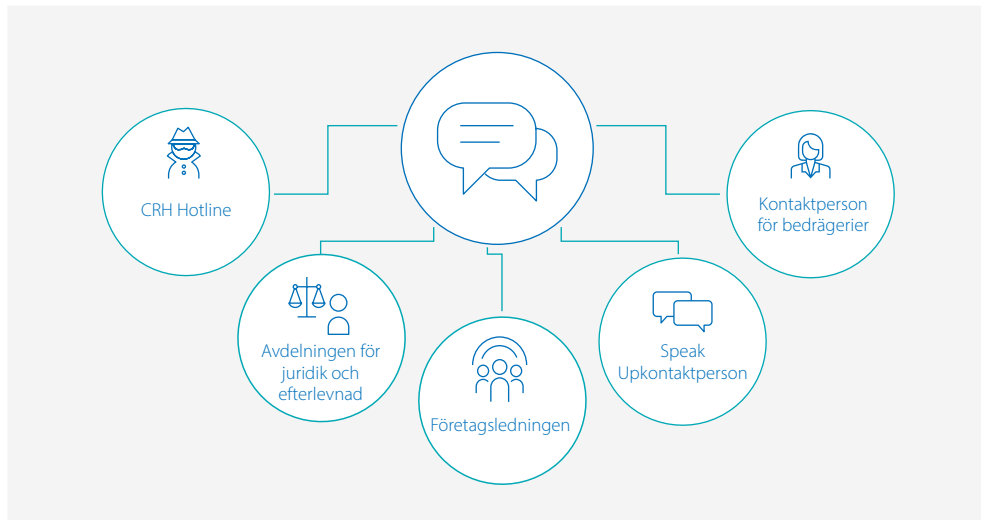 CRH Hotline
Avdelningen för
juridik och
efterlevnad
Företagsledningen
Speak
Upkontaktperson
Kontaktperson
för bedrägerier